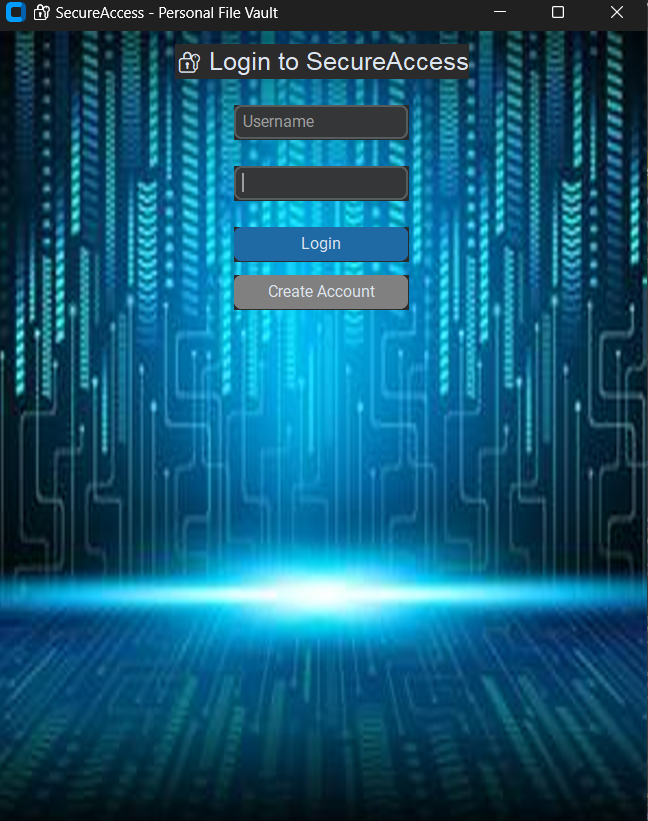 🔐 SecureAccess - Personal File Vault
🔐 Login to SecureAccess
Username
Login
Create Account